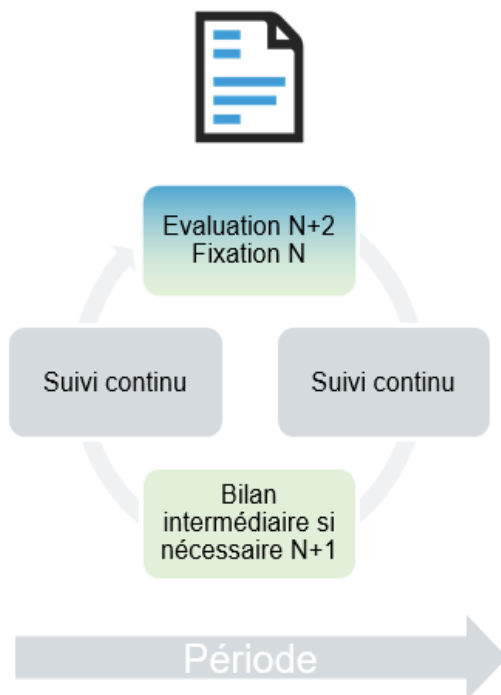 Evaluation N+2
Fixation N
Suivi continu
Suivi continu
Bilan
intermédiaire si
nécessaire N+1
Période